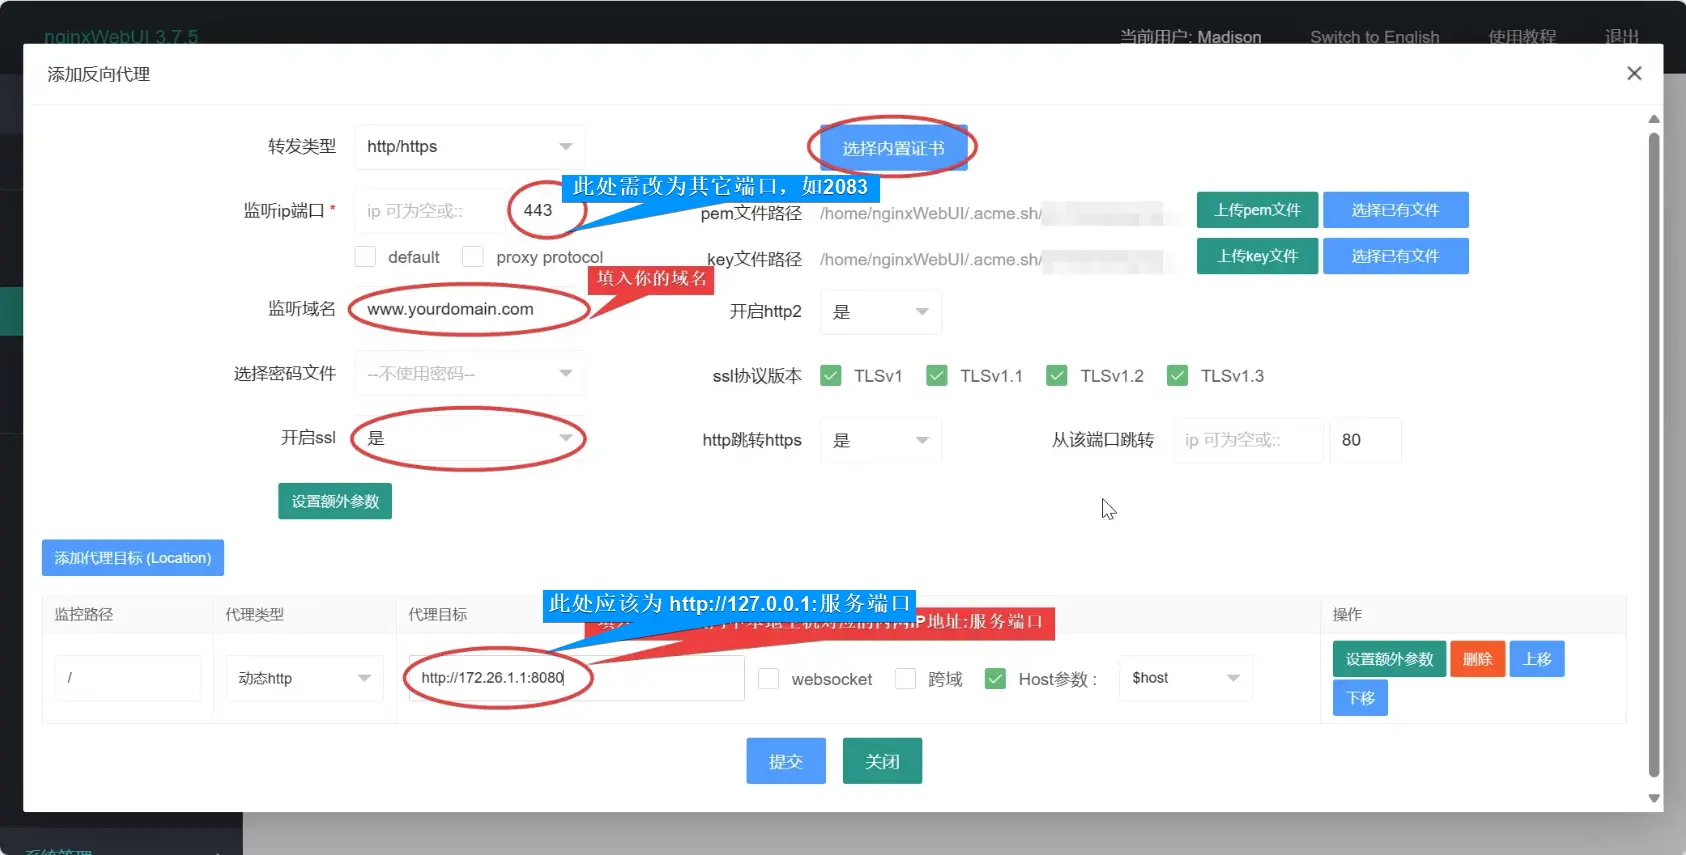 nginxWebUI 3.7.5
当前用户: Madison
Switch to English
使用教程
退出
添加反向代理
转发类型
http/https
选择内置证书
此处需改为其它端口，如2083
监听ip端口 *
ip 可为空或::
443
pem文件路径
/home/nginxWebUI/.acme.sh/
上传pem文件
选择已有文件
default
proxy protocol
key文件路径
/home/nginxWebUI/.acme.sh/
上传key文件
选择已有文件
填入你的域名
监听域名
www.yourdomain.com
开启http2
是
选择密码文件
--不使用密码--
ssl协议版本
TLSv1
TLSv1.1
TLSv1.2
TLSv1.3
开启ssl
是
http跳转https
是
从该端口跳转
ip 可为空或::
80
设置额外参数
添加代理目标 (Location)
监控路径
代理类型
代理目标
此处应该为 http://127.0.0.1:服务端口
IP地址:服务端口
操作
/
动态http
http://172.26.1.1:8080
websocket
跨域
Host参数 :
$host
设置额外参数
删除
上移
下移
提交
关闭
系统管理